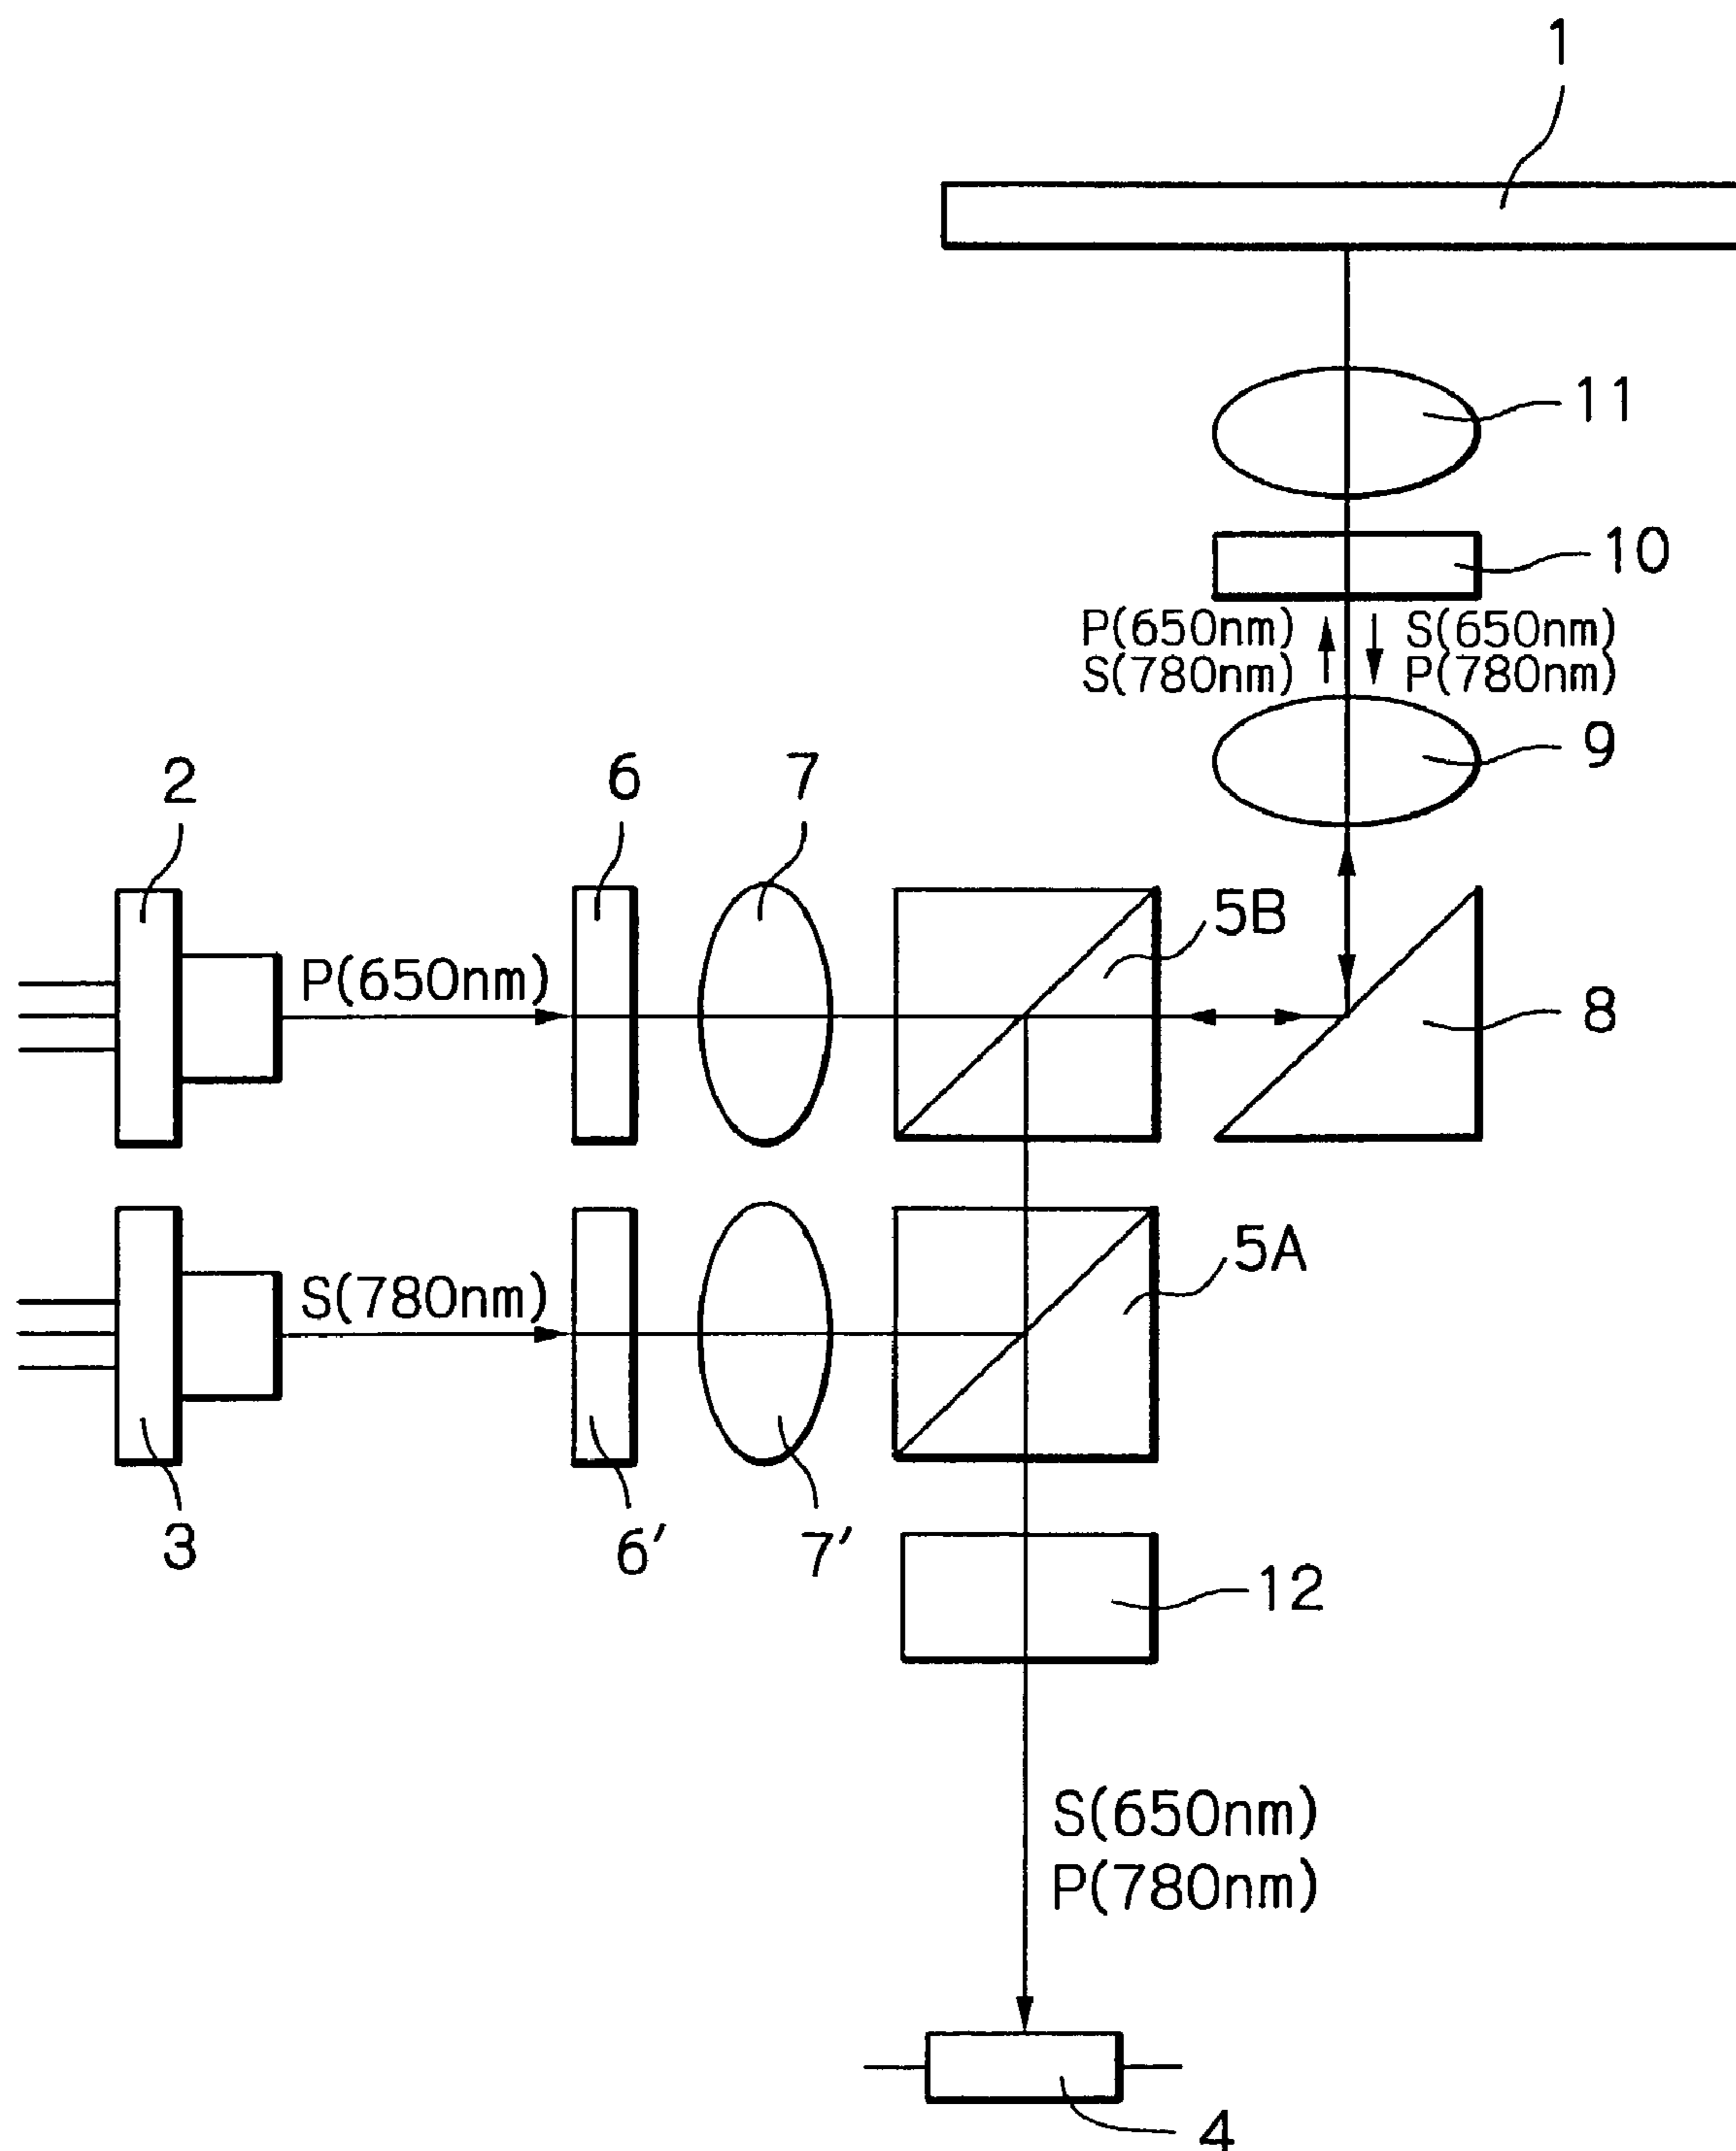 1
11
10
P(650nm) S(650nm)
S(780nm) P(780nm)
9
2
6
7
5B
P(650nm)
8
5A
S(780nm)
3
6'
7'
12
S(650nm)
P(780nm)
4